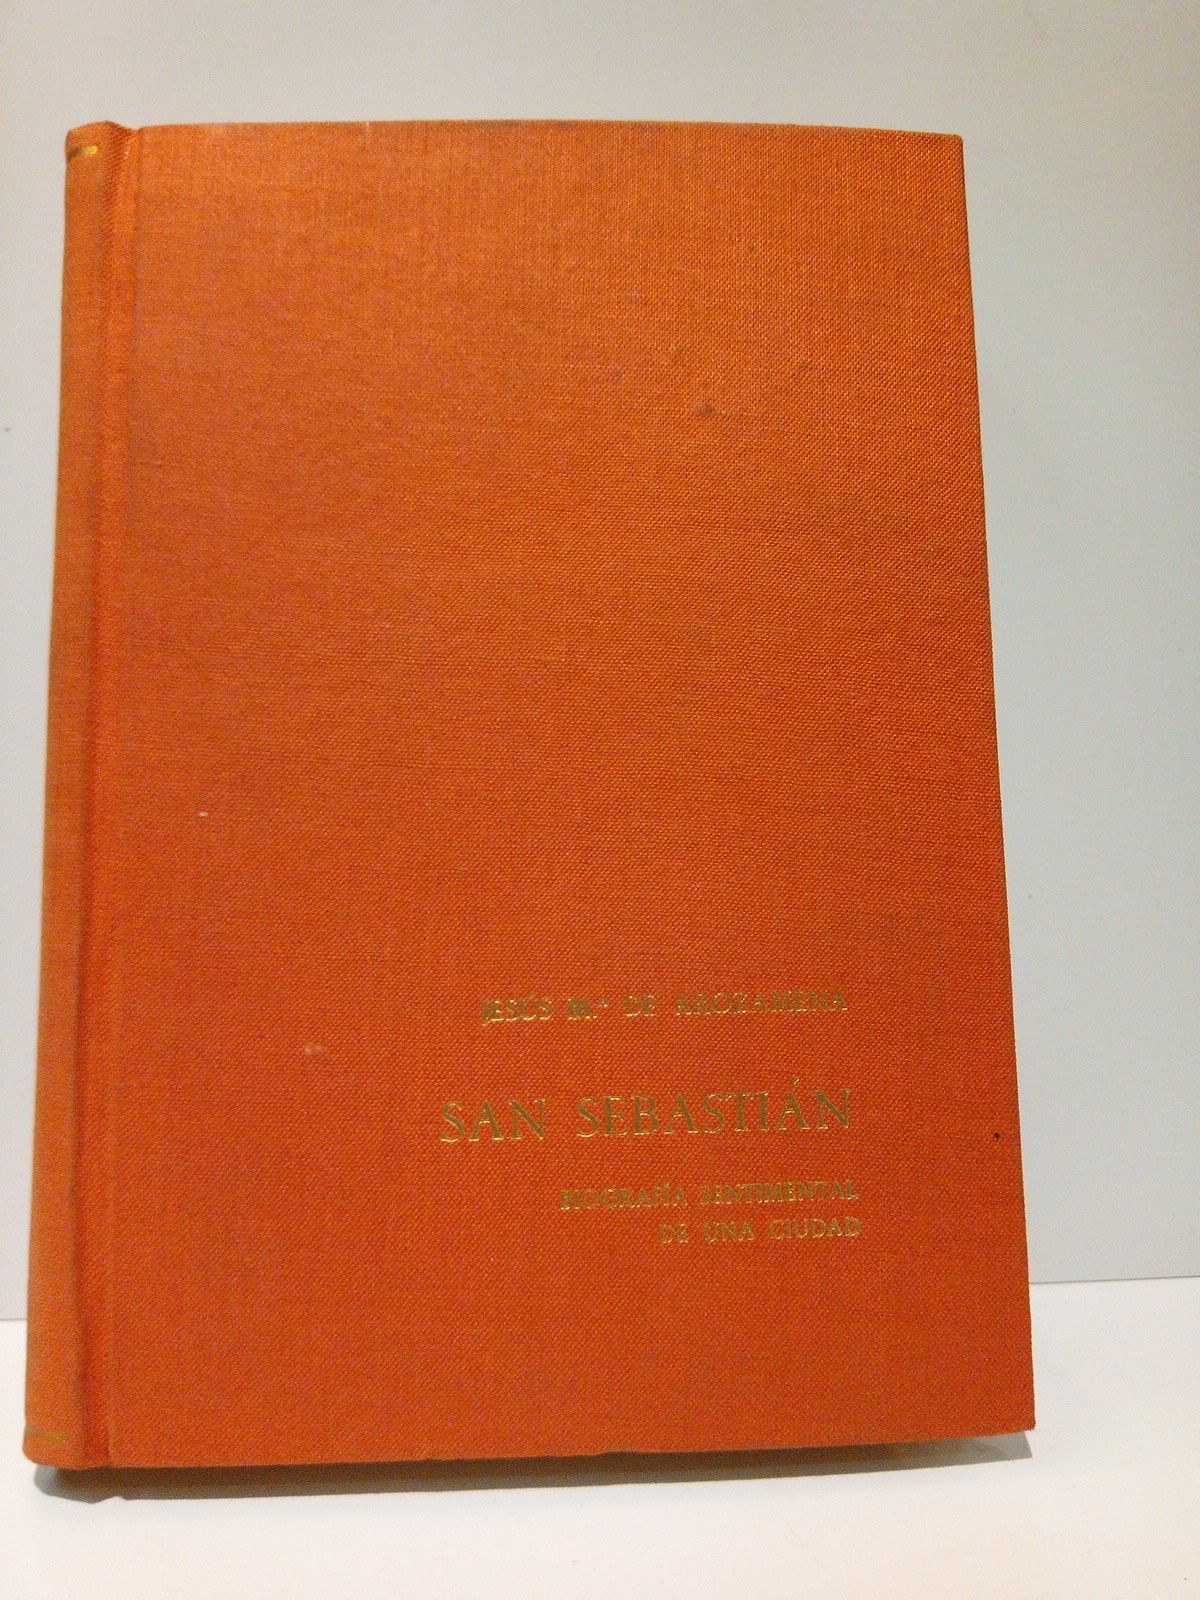 JESÚS M.ª DE AROZAMENA
SAN SEBASTIÁN
BIOGRAFÍA SENTIMENTAL
DE UNA CIUDAD